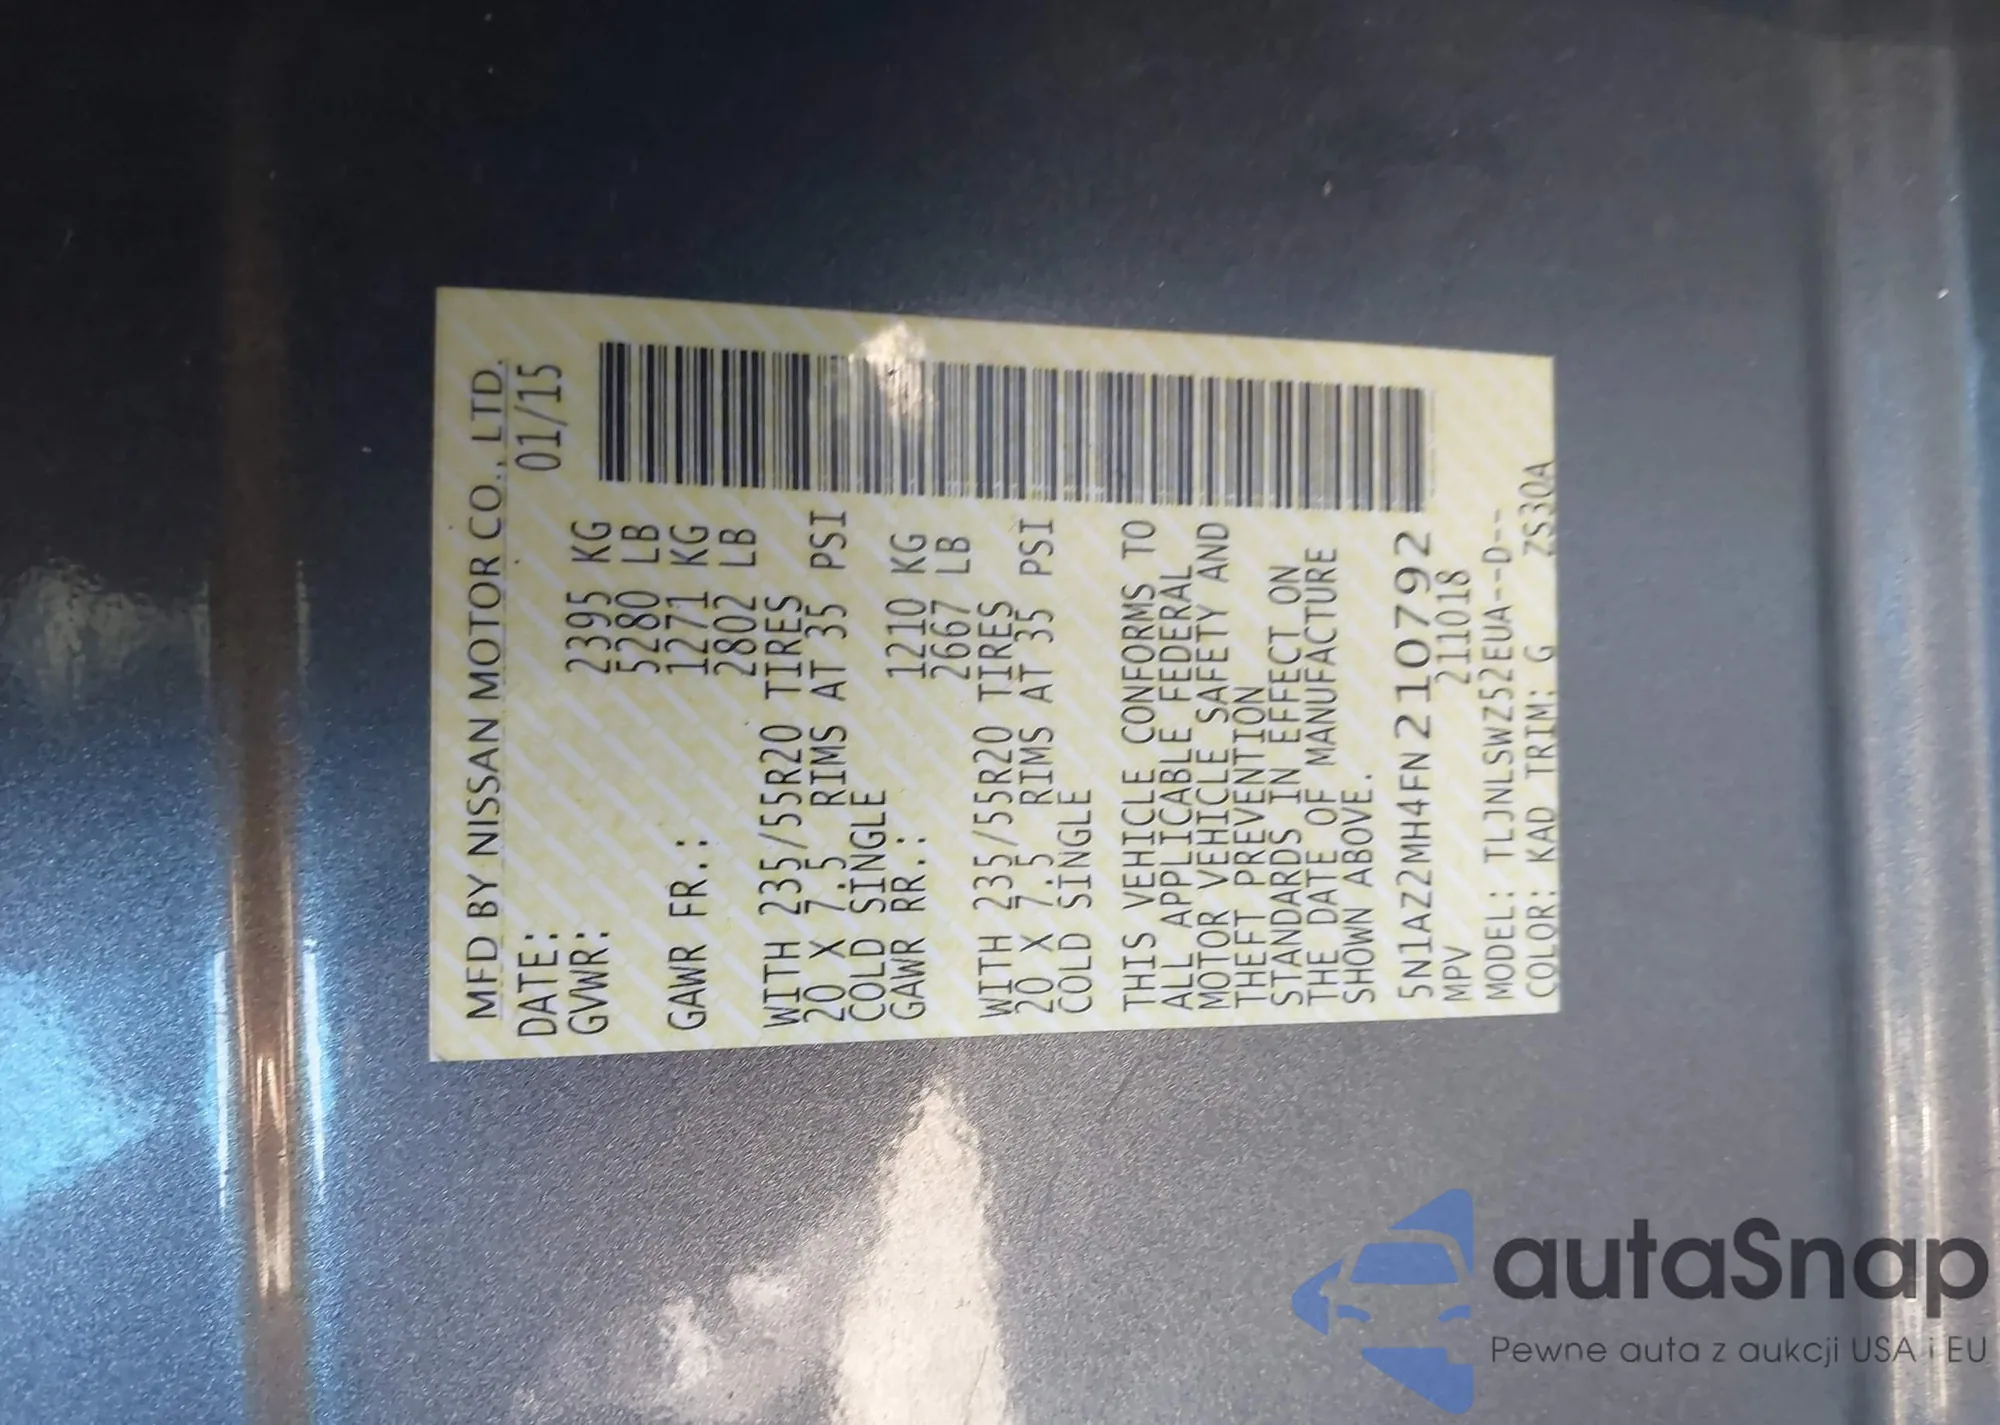 MFD BY NISSAN MOTOR CO., LTD.
DATE: 01/15
GVWR: 2395 KG
5280 LB
GAWR FR.: 1271 KG
2802 LB
WITH 235/55R20 TIRES
20 X 7.5 RIMS AT 35 PSI
COLD SINGLE
GAWR RR.: 1210 KG
2667 LB
WITH 235/55R20 TIRES
20 X 7.5 RIMS AT 35 PSI
COLD SINGLE
THIS VEHICLE CONFORMS TO
ALL APPLICABLE FEDERAL
MOTOR VEHICLE SAFETY AND
THEFT PREVENTION
STANDARDS IN EFFECT ON
THE DATE OF MANUFACTURE
SHOWN ABOVE.
5N1AZ2MH4FN210792
MPV 211018
MODEL: TLJNLSWZ52EUA--D--
COLOR: KAD TRIM: G ZS30A
autaSnap
Pewne auta z aukcji USA i EU